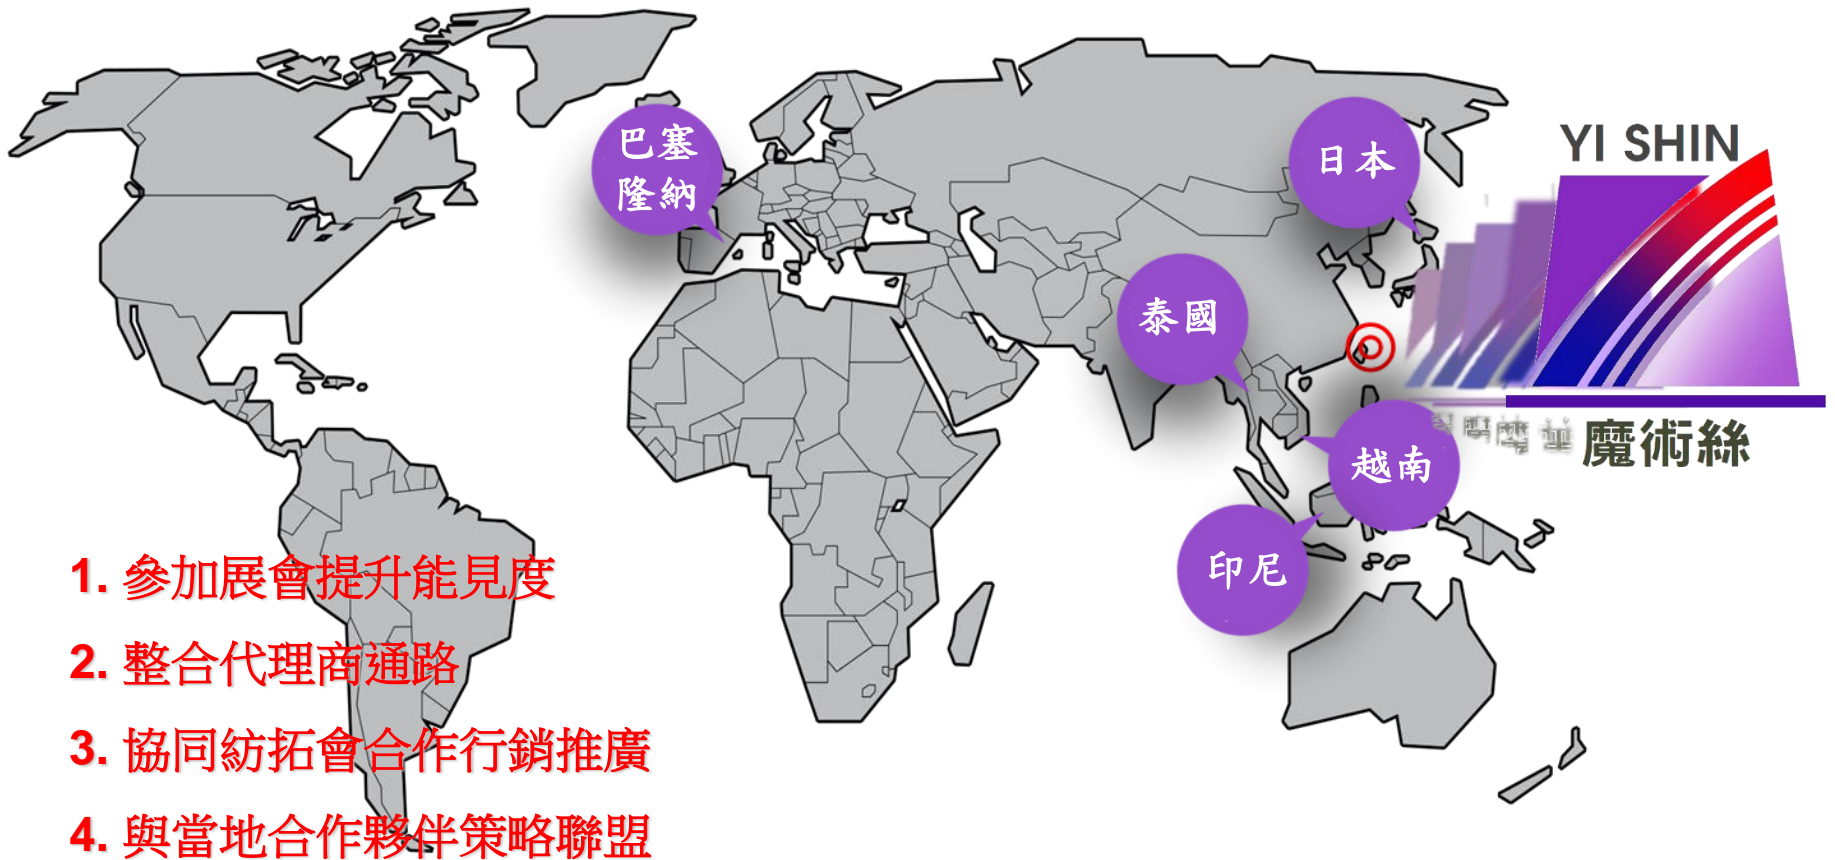 巴塞
隆納
日本
YI SHIN
泰國
越南
魔術絲
印尼
1. 參加展會提升能見度
2. 整合代理商通路
3. 協同紡拓會合作行銷推廣
4. 與當地合作夥伴策略聯盟